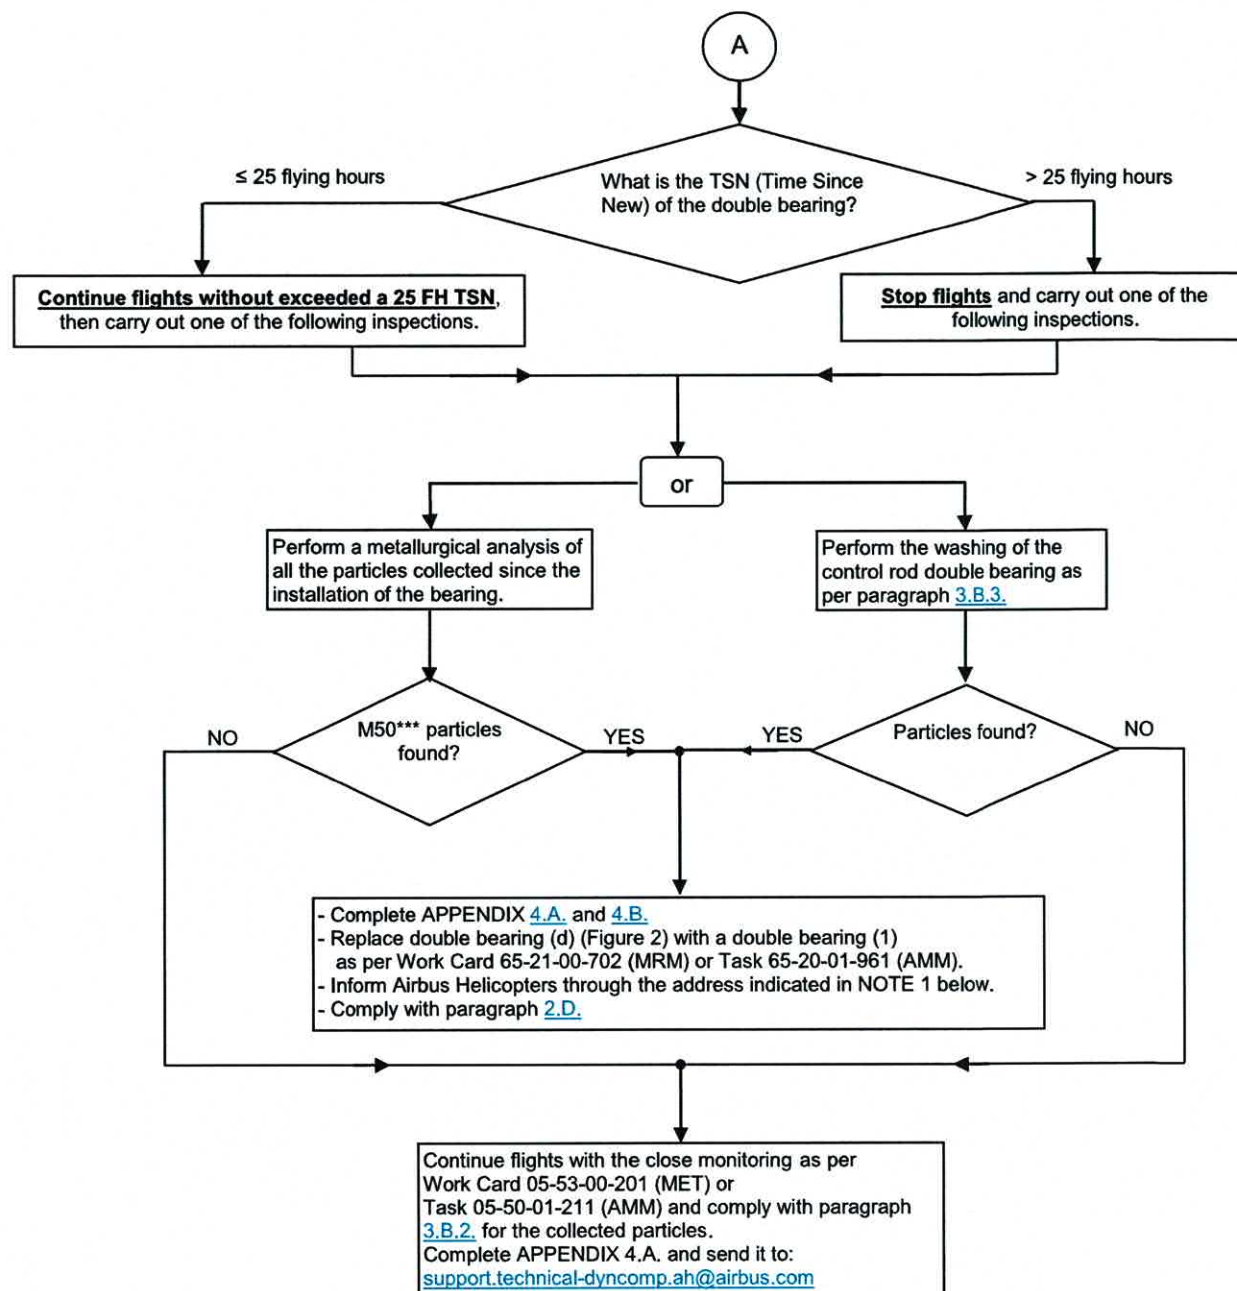 A
What is the TSN (Time Since
New) of the double bearing?
≤ 25 flying hours
> 25 flying hours
Continue flights without exceeded a 25 FH TSN,
then carry out one of the following inspections.
Stop flights and carry out one of the
following inspections.
or
Perform a metallurgical analysis of
all the particles collected since the
installation of the bearing.
Perform the washing of the
control rod double bearing as
per paragraph 3.B.3.
NO
M50*** particles
found?
YES
YES
Particles found?
NO
- Complete APPENDIX 4.A. and 4.B.
- Replace double bearing (d) (Figure 2) with a double bearing (1)
as per Work Card 65-21-00-702 (MRM) or Task 65-20-01-961 (AMM).
- Inform Airbus Helicopters through the address indicated in NOTE 1 below.
- Comply with paragraph 2.D.
Continue flights with the close monitoring as per
Work Card 05-53-00-201 (MET) or
Task 05-50-01-211 (AMM) and comply with paragraph
3.B.2. for the collected particles.
Complete APPENDIX 4.A. and send it to:
support.technical-dyncomp.ah@airbus.com